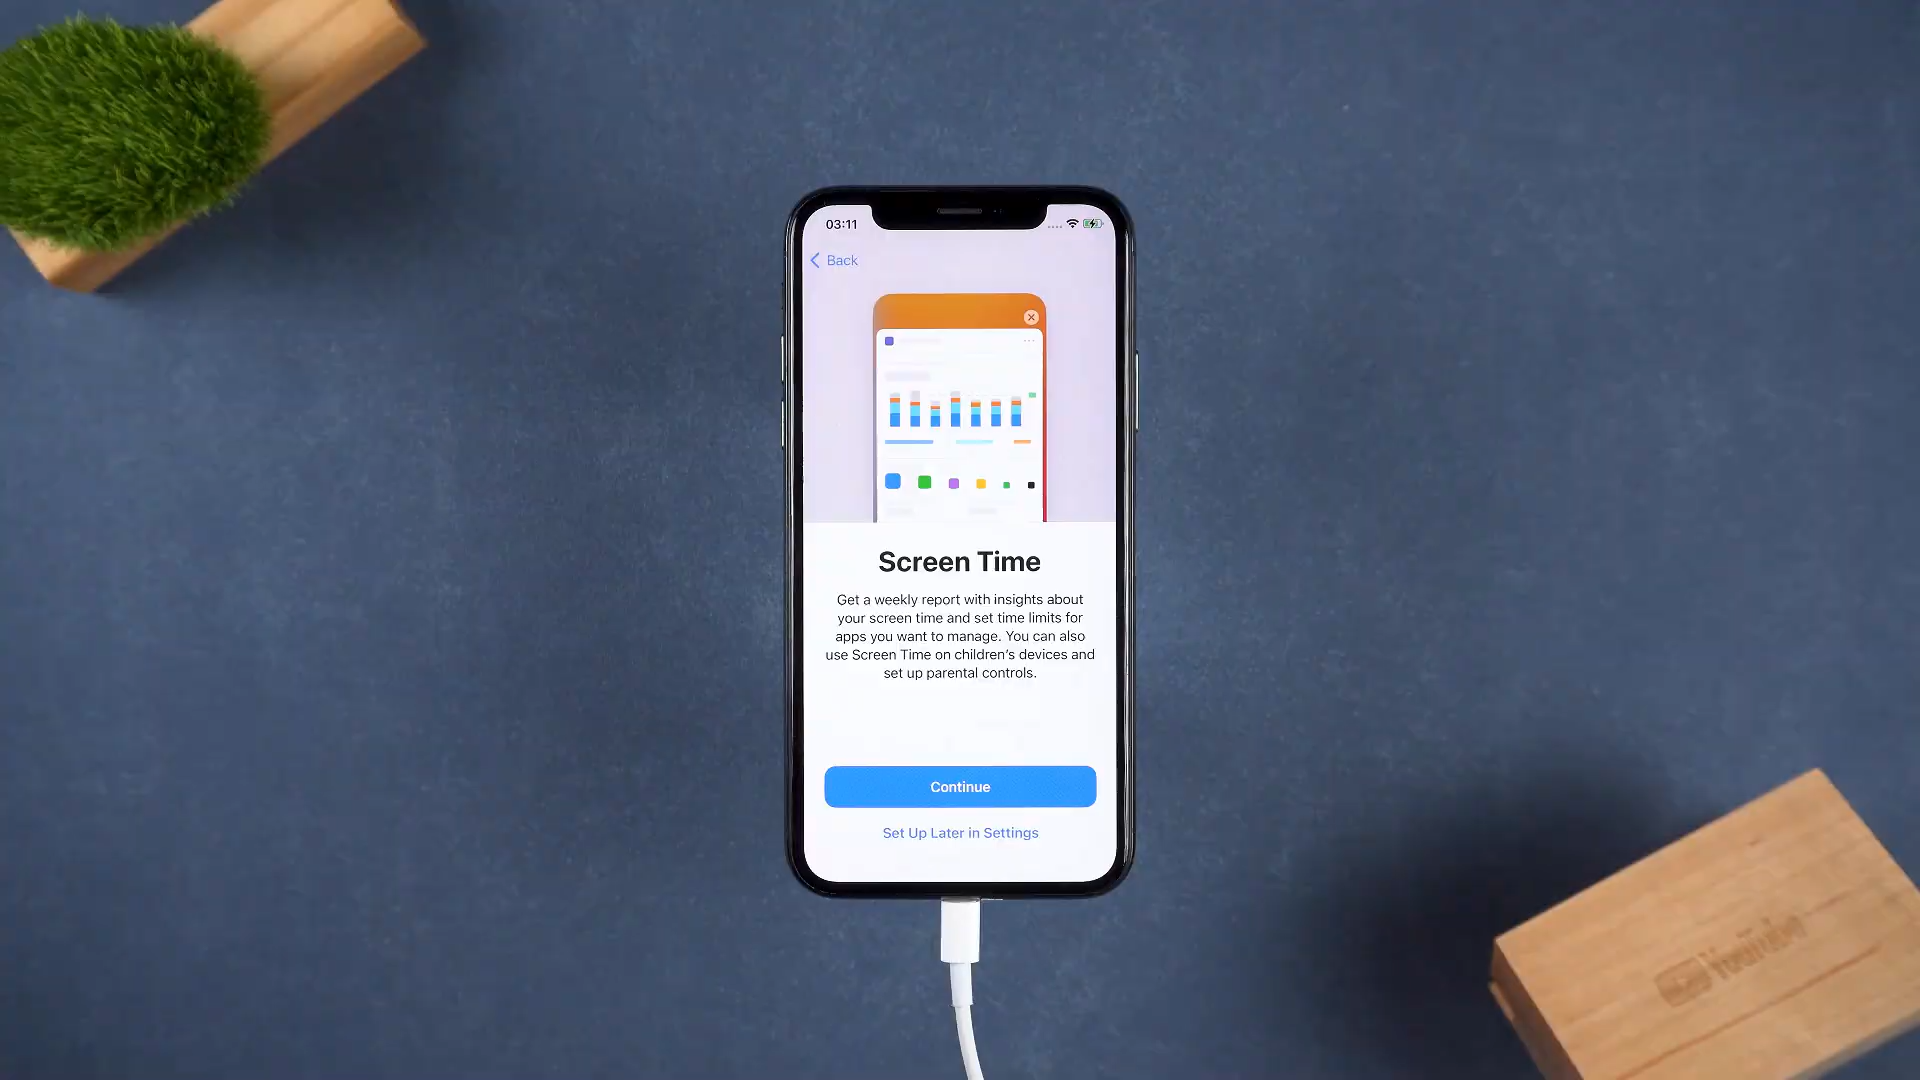 03:11
Back
Screen Time
Get a weekly report with insights about
your screen time and set time limits for
apps you want to manage. You can also
use Screen Time on children's devices and
set up parental controls.
Continue
Set Up Later in Settings
YouTube